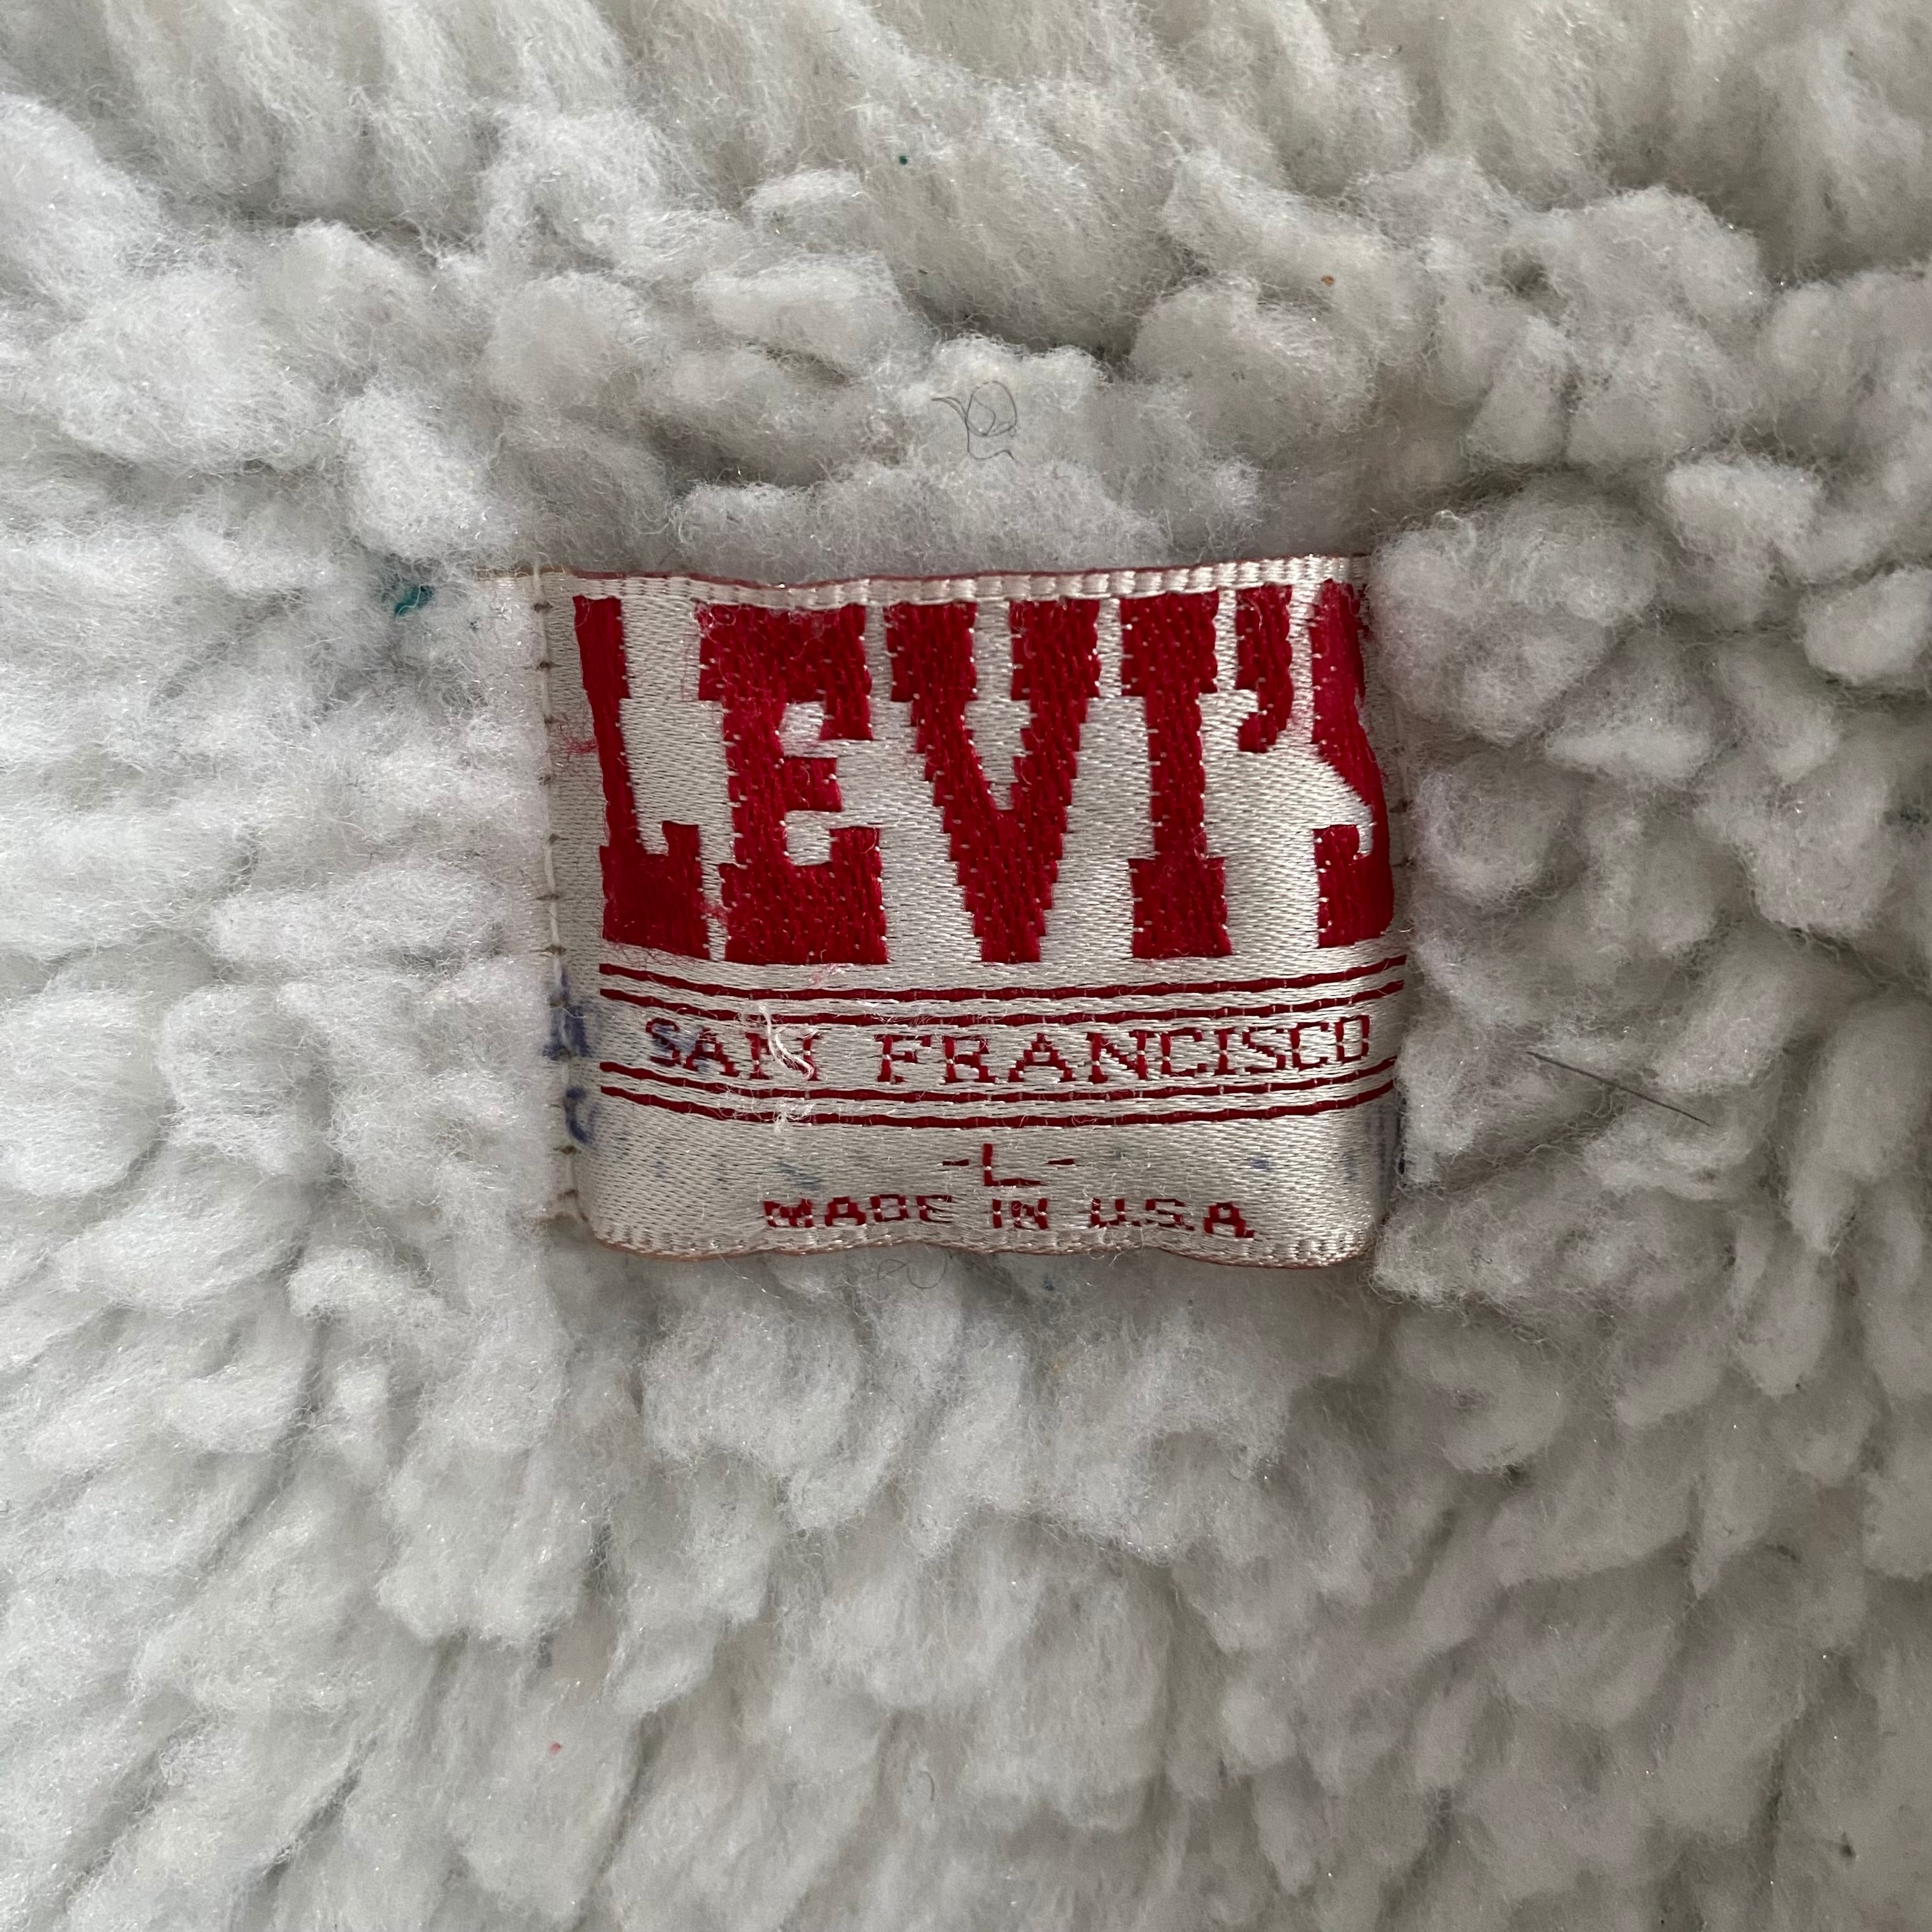 LEVI'S
SAN FRANCISCO
-L-
MADE IN U.S.A.